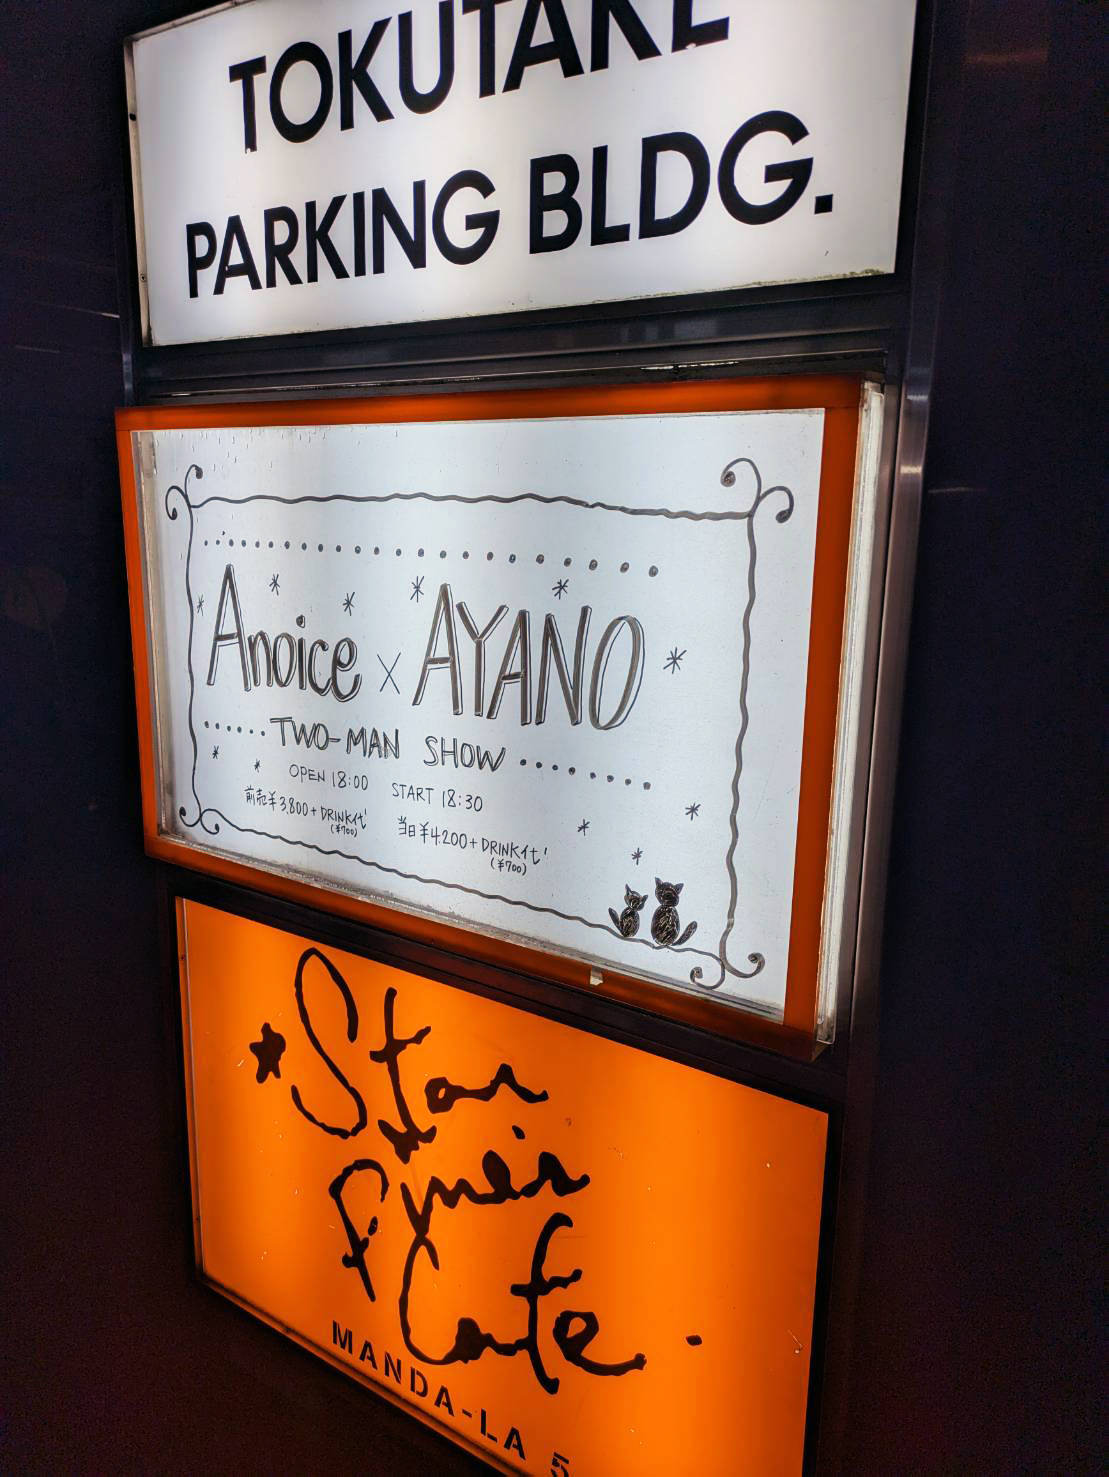 TOKUTAKE
PARKING BLDG.
Anoice × AYANO
TWO-MAN SHOW
OPEN 18:00 START 18:30
前売¥3,800+DRINK代
(¥700)
当日¥4,200+DRINK代
(¥700)
Star
Pine's
Cafe
MANDA-LA 5